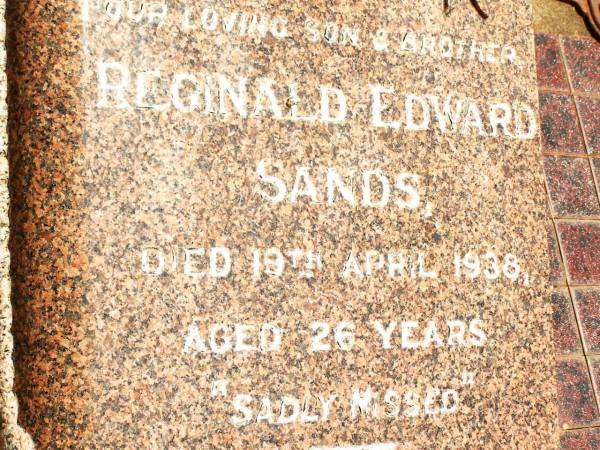 OUR LOVING SON & BROTHER
REGINALD EDWARD
SANDS,
DIED 19TH APRIL 1938,
AGED 26 YEARS
"SADLY MISSED."